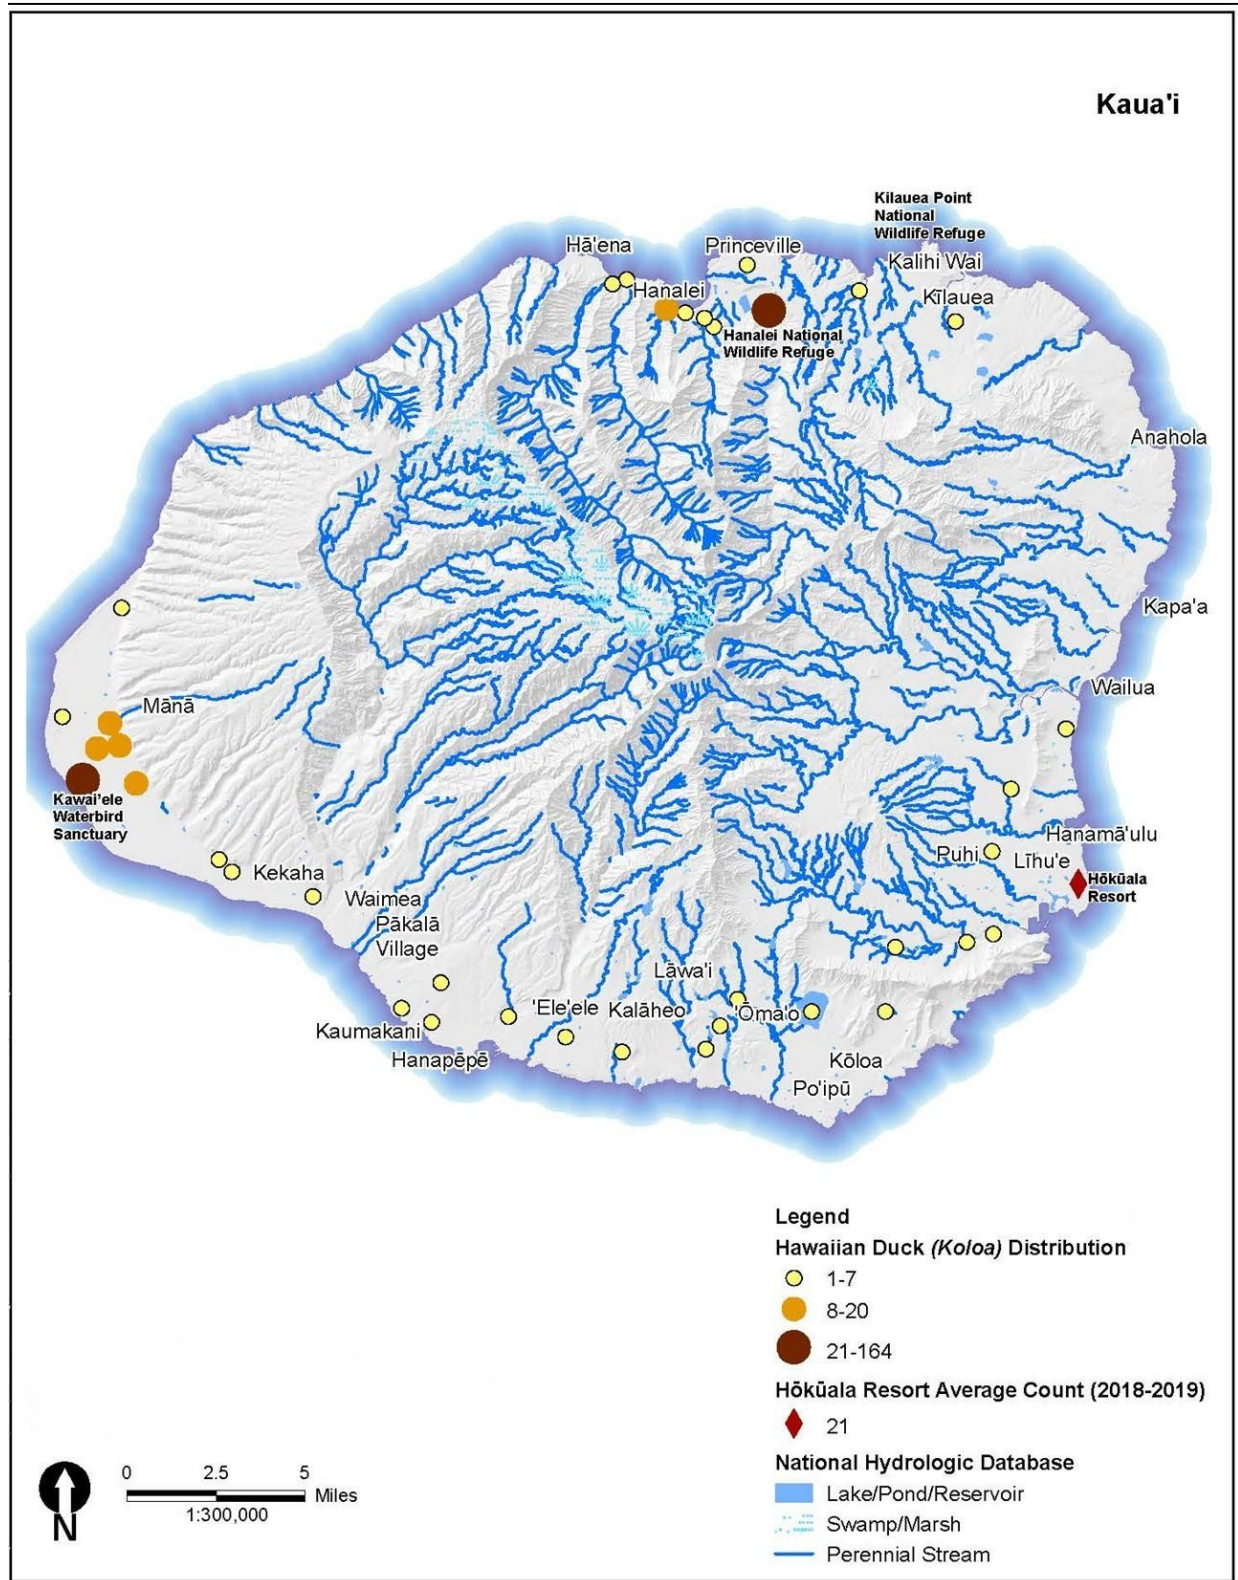 Kaua'i
Kilauea Point
National
Wildlife Refuge
Hā'ena
Princeville
Kalihi Wai
Hanalei
Kīlauea
Hanalei National
Wildlife Refuge
Anahola
Kapa'a
Wailua
Mānā
Kawai'ele
Waterbird
Sanctuary
Hanamā'ulu
Puhi
Līhu'e
Kekaha
Hōkūala
Resort
Waimea
Pākalā
Village
Lāwa'i
'Ele'ele
Kalāheo
'Ōma'o
Kaumakani
Hanapēpē
Kōloa
Po'ipū
Legend
Hawaiian Duck (Koloa) Distribution
1-7
8-20
21-164
Hōkūala Resort Average Count (2018-2019)
21
National Hydrologic Database
Lake/Pond/Reservoir
Swamp/Marsh
Perennial Stream
0 2.5 5
Miles
1:300,000
N